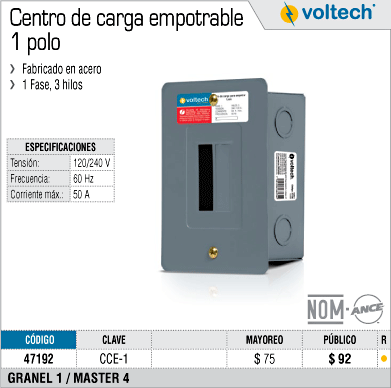 Centro de carga empotrable
1 polo
voltech
Fabricado en acero
1 Fase, 3 hilos
ESPECIFICACIONES
Tensión: 120/240 V
Frecuencia: 60 Hz
Corriente máx.: 50 A
voltech
voltech
NOM-ANCE
CÓDIGO CLAVE MAYOREO PÚBLICO R
47192 CCE-1 $ 75 $ 92
GRANEL 1 / MASTER 4